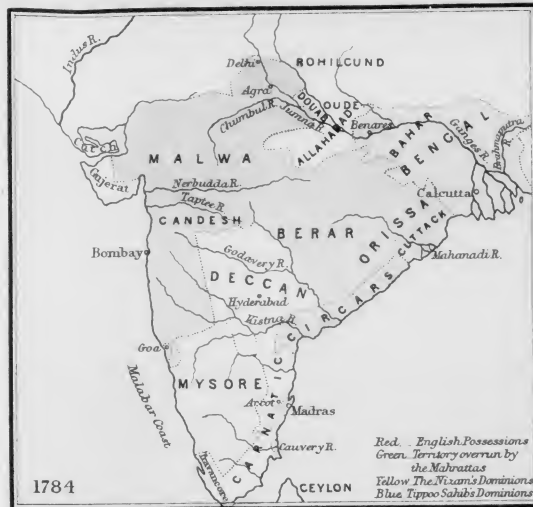 Indus R.
Delhi
ROHILCUND
Agra
DOUAB
OUDE
Chumbul R.
Jumna R.
ALLAHABAD
Benares
BAHAR
BENGAL
Ganges R.
Brahmaputra R.
Cutch
Gujerat
MALWA
Nerbudda R.
Taptee R.
CANDESH
BERAR
ORISSA
CUTTACK
Calcutta
Mahanadi R.
Bombay
Godavery R.
DECCAN
Hyderabad
Kistna R.
CIRCARS
Goa
MYSORE
Arcot
Madras
CARNATIC
Malabar Coast
Cauvery R.
Travancore
CEYLON
1784
Red English Possessions
Green Territory overrun by
the Mahrattas
Yellow The Nizam's Dominions
Blue Tippoo Sahib's Dominions